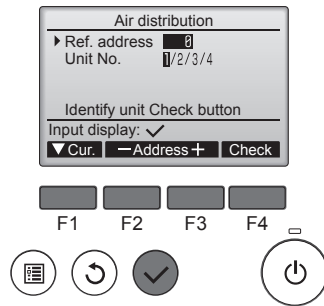 Air distribution
Ref. address 0
Unit No. 1/2/3/4
Identify unit Check button
Input display: ✓
▼Cur. −Address+ Check
F1 F2 F3 F4